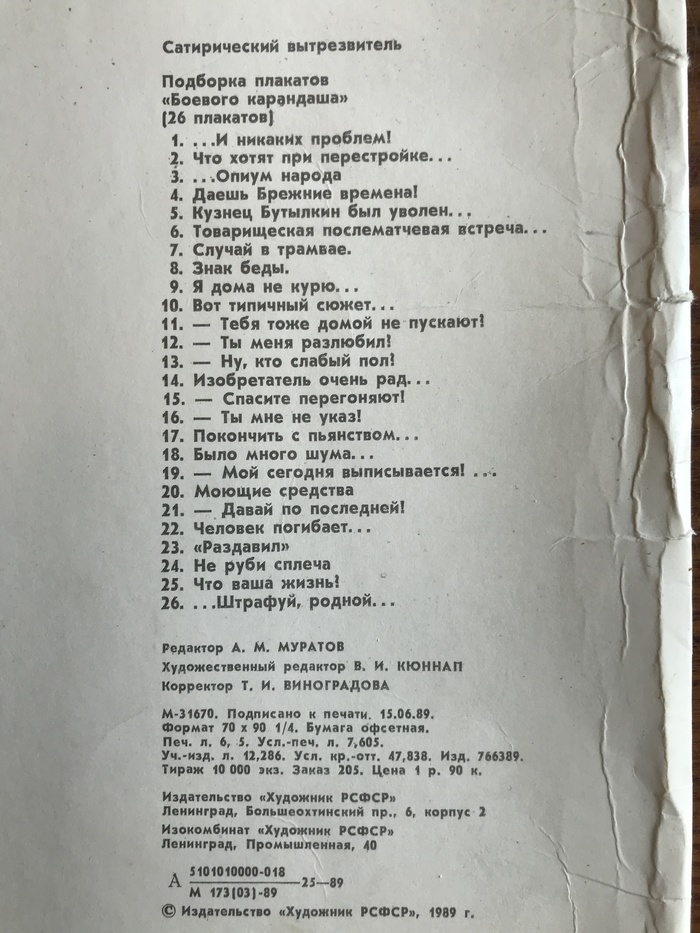 Сатирический вытрезвитель
Подборка плакатов
«Боевого карандаша»
(26 плакатов)
1. ...И никаких проблем!
2. Что хотят при перестройке...
3. ...Опиум народа
4. Даешь Брежние времена!
5. Кузнец Бутылкин был уволен...
6. Товарищеская послематчевая встреча...
7. Случай в трамвае.
8. Знак беды.
9. Я дома не курю...
10. Вот типичный сюжет...
11. — Тебя тоже домой не пускают?
12. — Ты меня разлюбил!
13. — Ну, кто слабый пол?
14. Изобретатель очень рад...
15. — Спасите перегоняют!
16. — Ты мне не указ!
17. Покончить с пьянством...
18. Было много шума...
19. — Мой сегодня выписывается! ...
20. Моющие средства
21. — Давай по последней!
22. Человек погибает...
23. «Раздавил»
24. Не руби сплеча
25. Что ваша жизнь?
26. ...Штрафуй, родной...
Редактор А. М. МУРАТОВ
Художественный редактор В. И. КЮННАП
Корректор Т. И. ВИНОГРАДОВА
М-31670. Подписано к печати. 15.06.89.
Формат 70 х 90 1/4. Бумага офсетная.
Печ. л. 6, 5. Усл.-печ. л. 7,605.
Уч.-изд. л. 12,286. Усл. кр.-отт. 47,838. Изд. 766389.
Тираж 10 000 экз. Заказ 205. Цена 1 р. 90 к.
Издательство «Художник РСФСР»
Ленинград, Большеохтинский пр., 6, корпус 2
Изокомбинат «Художник РСФСР»
Ленинград, Промышленная, 40
А 5101010000-018
М 173(03)-89 —25—89
© Издательство «Художник РСФСР», 1989 г.